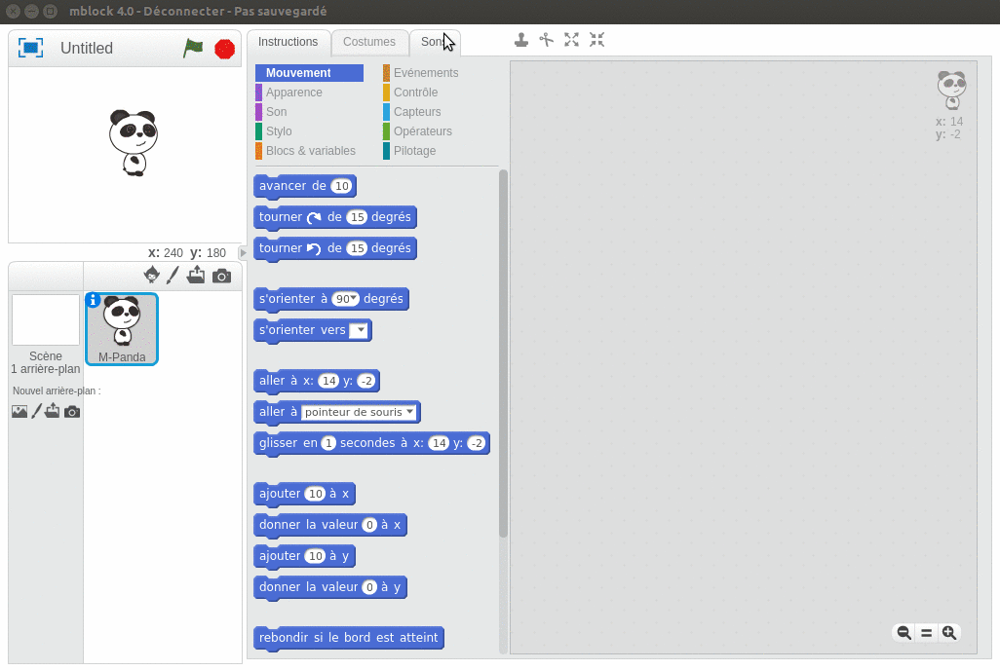 mblock 4.0 - Déconnecter - Pas sauvegardé
Untitled
Instructions
Costumes
x: 240 y: 180
M-Panda
Scène
1 arrière-plan
Nouvel arrière-plan :
Mouvement
Evénements
Apparence
Contrôle
Son
Capteurs
Stylo
Opérateurs
Blocs & variables
Pilotage
avancer de 10
tourner de 15 degrés
tourner de 15 degrés
s'orienter à 90 degrés
s'orienter vers
aller à x: 14 y: -2
aller à pointeur de souris
glisser en 1 secondes à x: 14 y: -2
ajouter 10 à x
donner la valeur 0 à x
ajouter 10 à y
donner la valeur 0 à y
rebondir si le bord est atteint
x: 14
y: -2